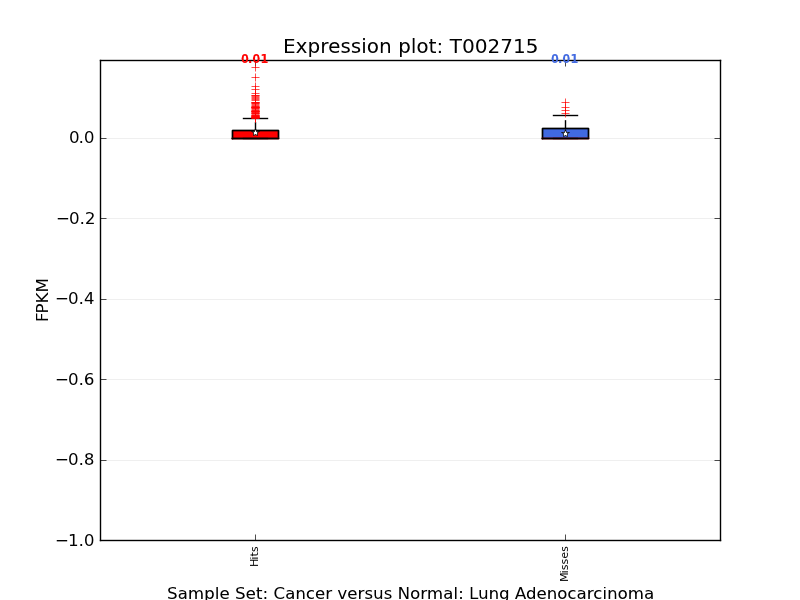 Expression plot: T002715
0.01
0.01
0.0
−0.2
−0.4
−0.6
−0.8
−1.0
FPKM
Hits
Misses
Sample Set: Cancer versus Normal: Lung Adenocarcinoma